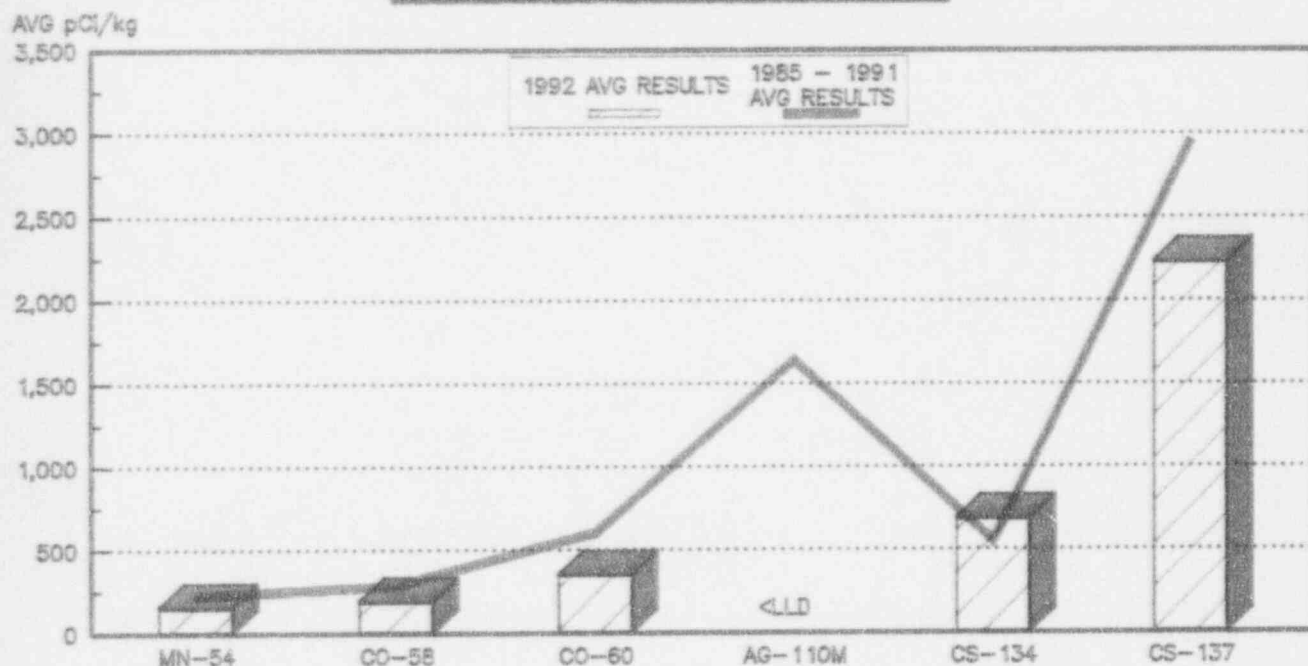 AVG pCi/kg
3,500
3,000
2,500
2,000
1,500
1,000
500
0
1992 AVG RESULTS
1985 - 1991
AVG RESULTS
<LLD
MN-54 CO-58 CO-60 AG-110M CS-134 CS-137